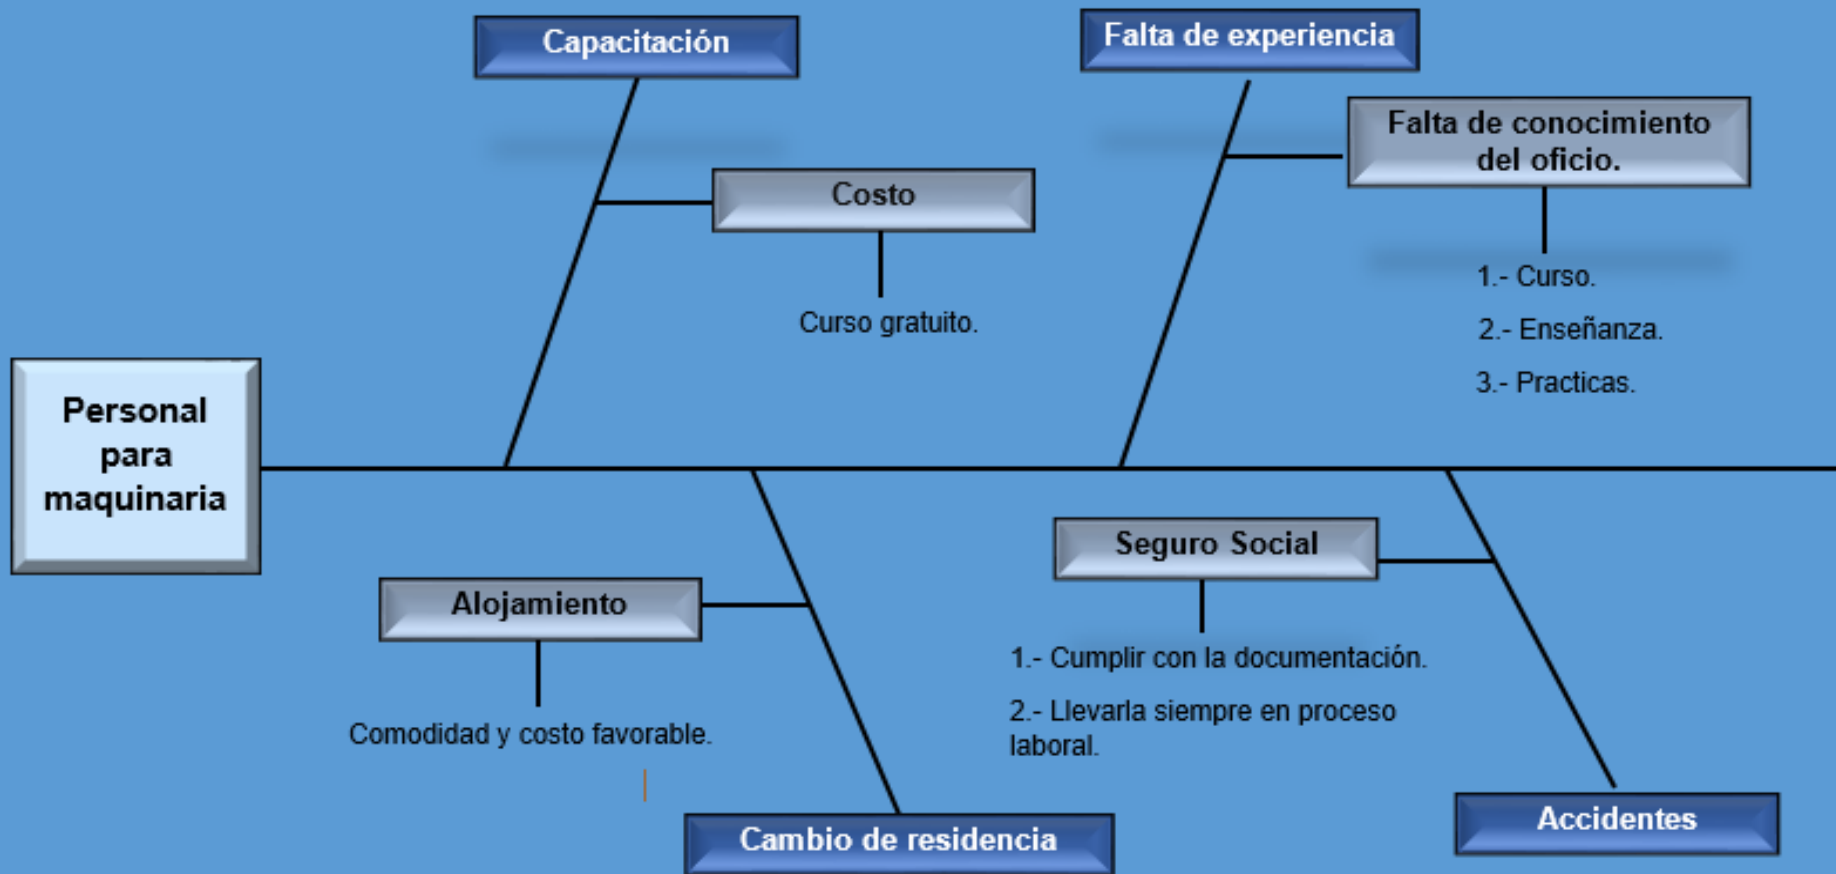 Capacitación
Falta de experiencia
Falta de conocimiento
del oficio.
Costo
1.- Curso.
Curso gratuito.
2.- Enseñanza.
3.- Practicas.
Personal
para
maquinaria
Seguro Social
Alojamiento
1.- Cumplir con la documentación.
2.- Llevarla siempre en proceso
laboral.
Comodidad y costo favorable.
Accidentes
Cambio de residencia